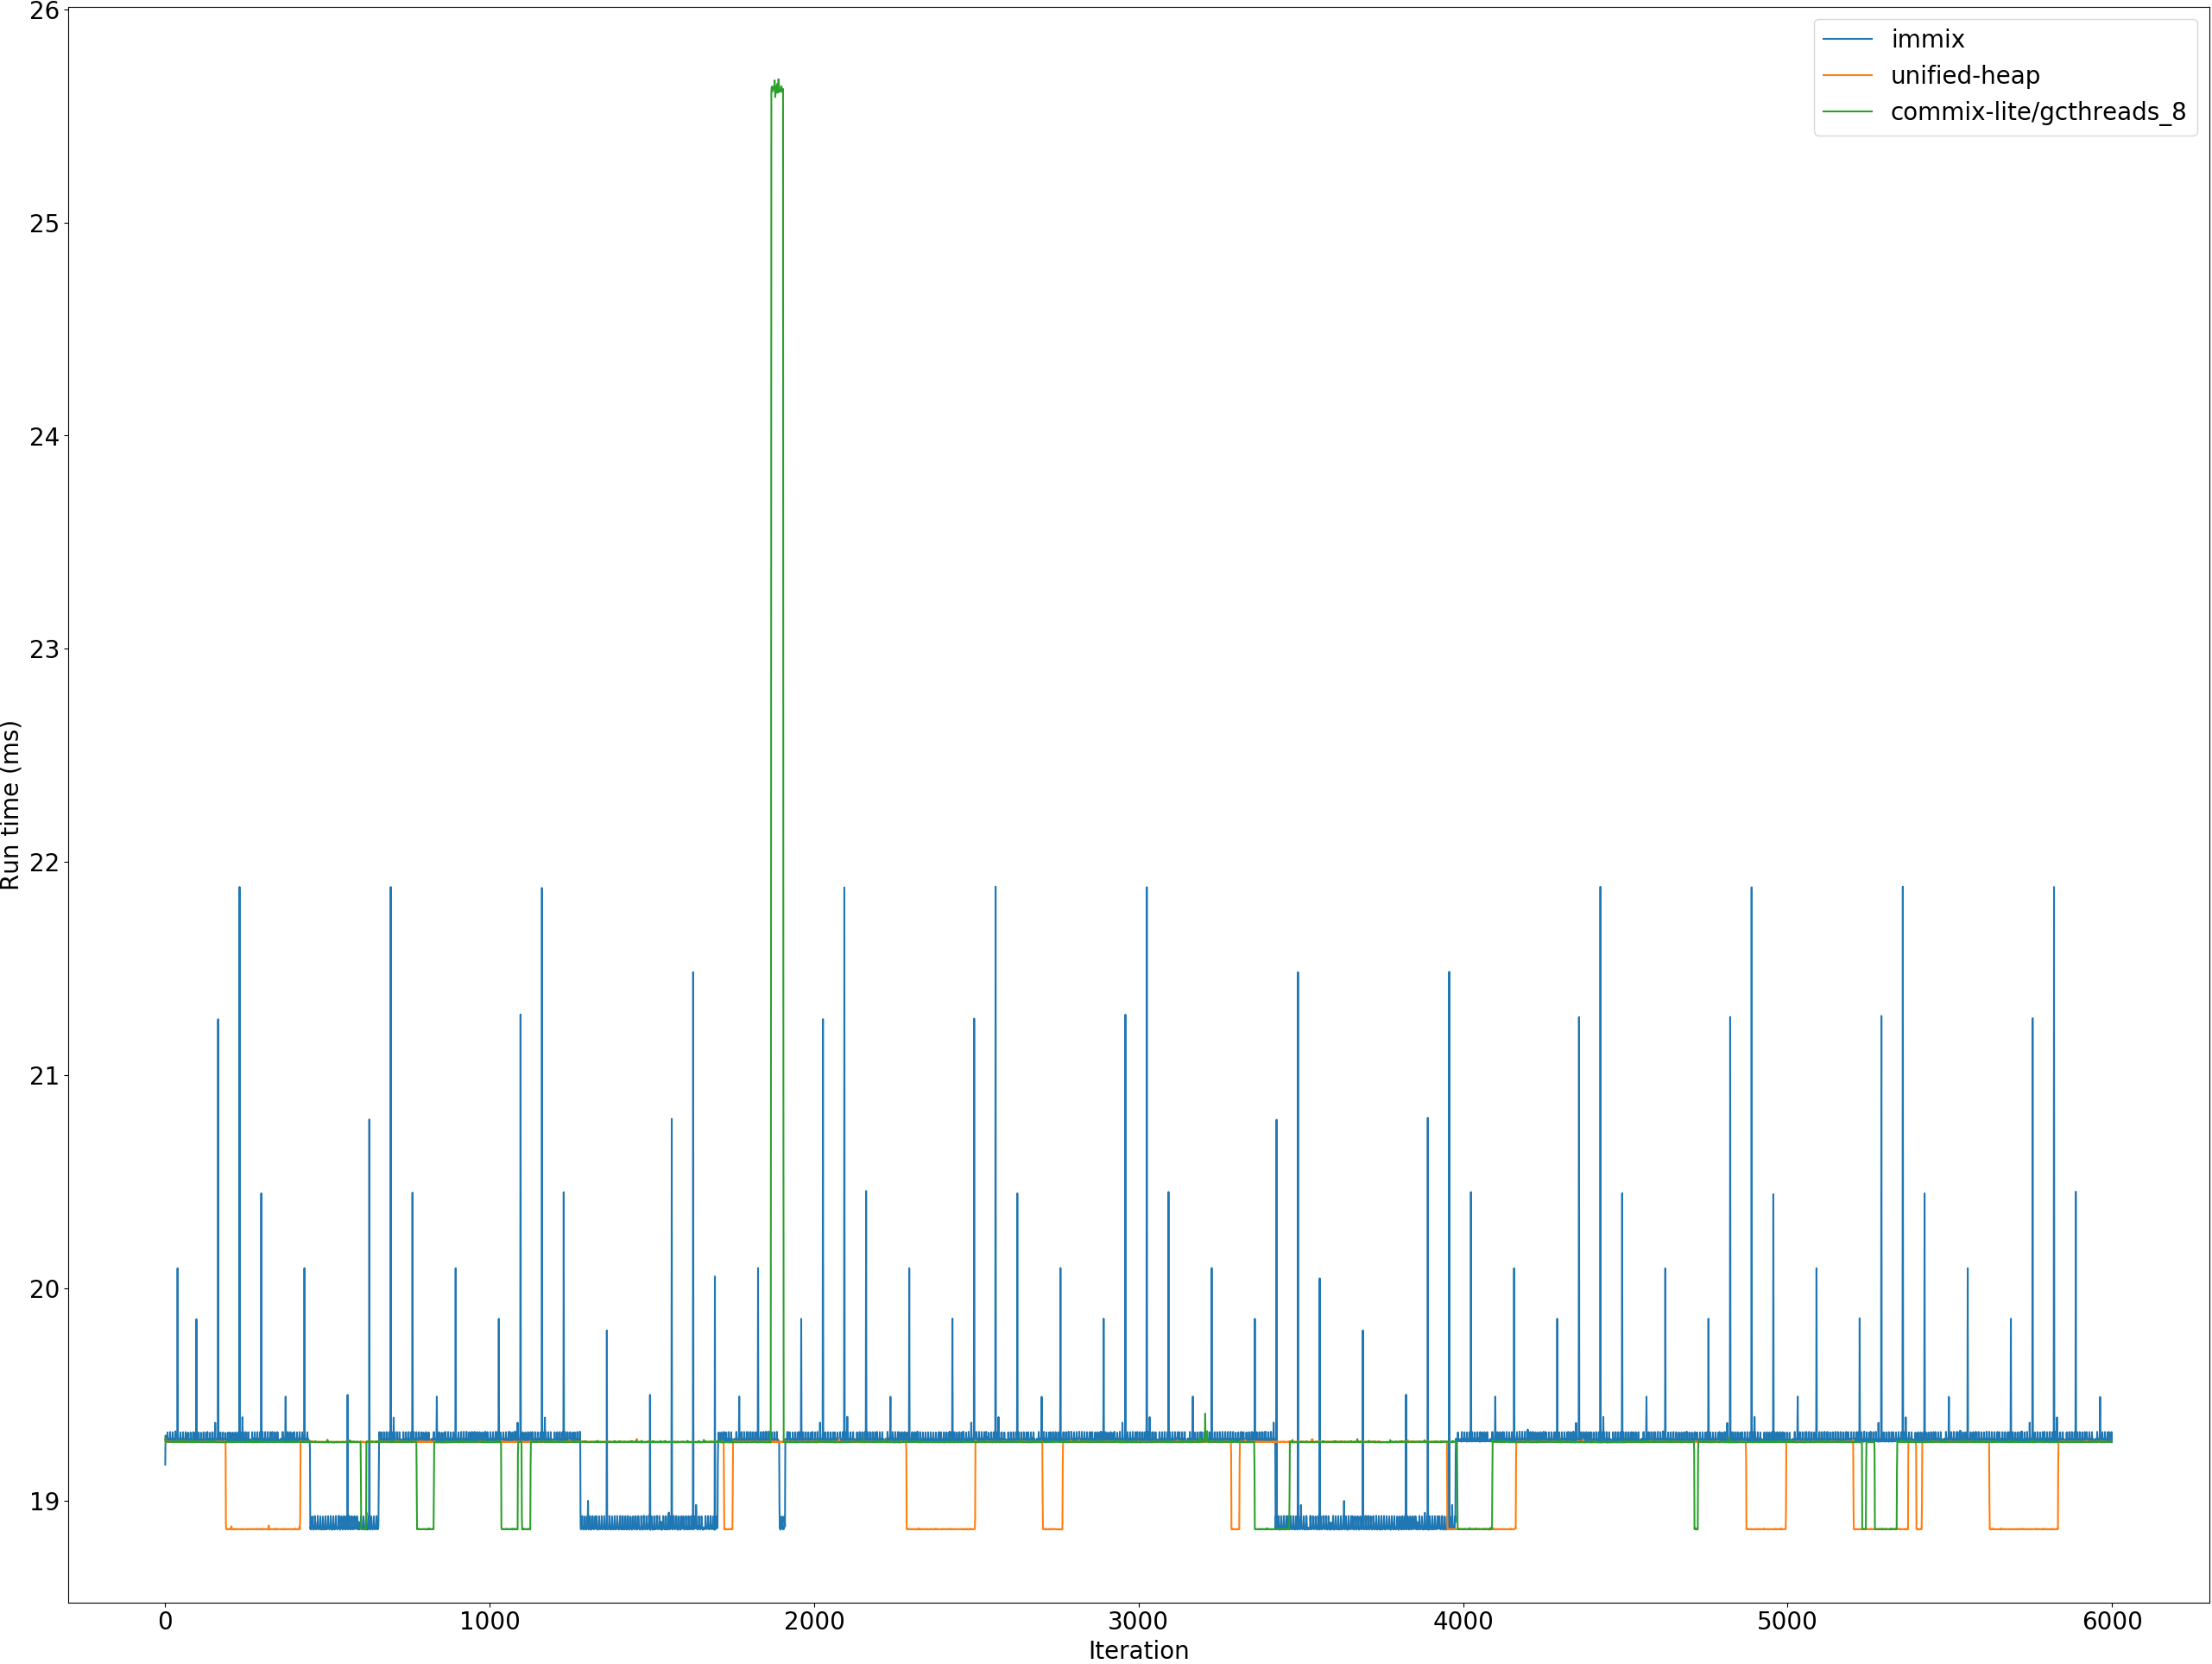 26
25
24
23
22
21
20
19
Run time (ms)
immix
unified-heap
commix-lite/gcthreads_8
0 1000 2000 3000 4000 5000 6000
Iteration